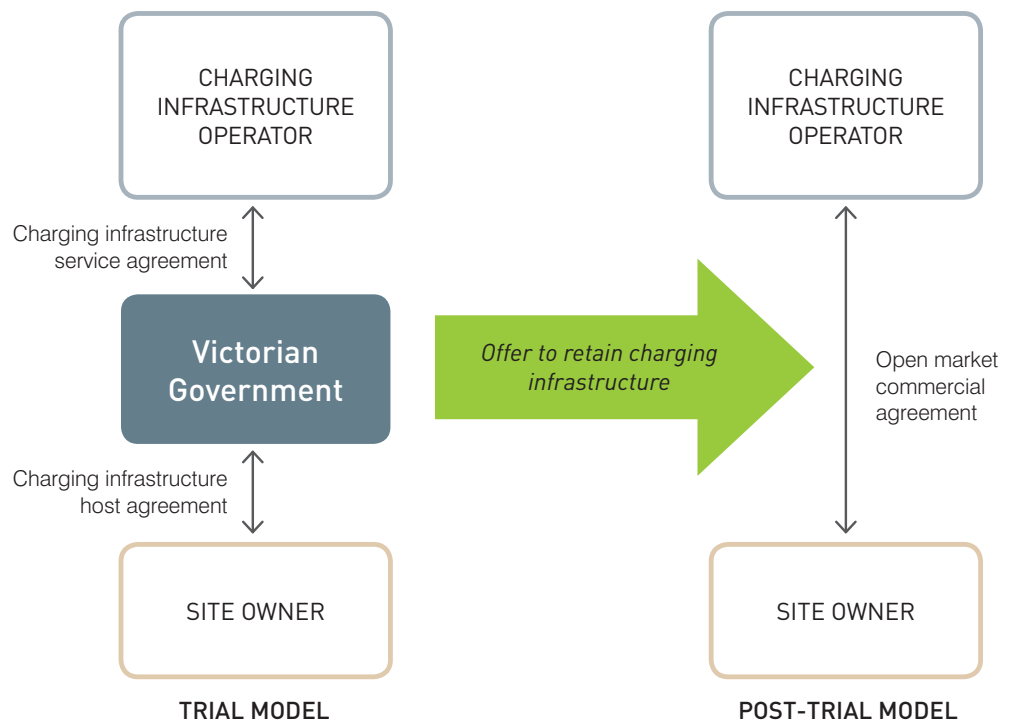 CHARGING
INFRASTRUCTURE
OPERATOR
Charging infrastructure
service agreement
Victorian
Government
Charging infrastructure
host agreement
SITE OWNER
TRIAL MODEL
Offer to retain charging
infrastructure
CHARGING
INFRASTRUCTURE
OPERATOR
Open market
commercial
agreement
SITE OWNER
POST-TRIAL MODEL